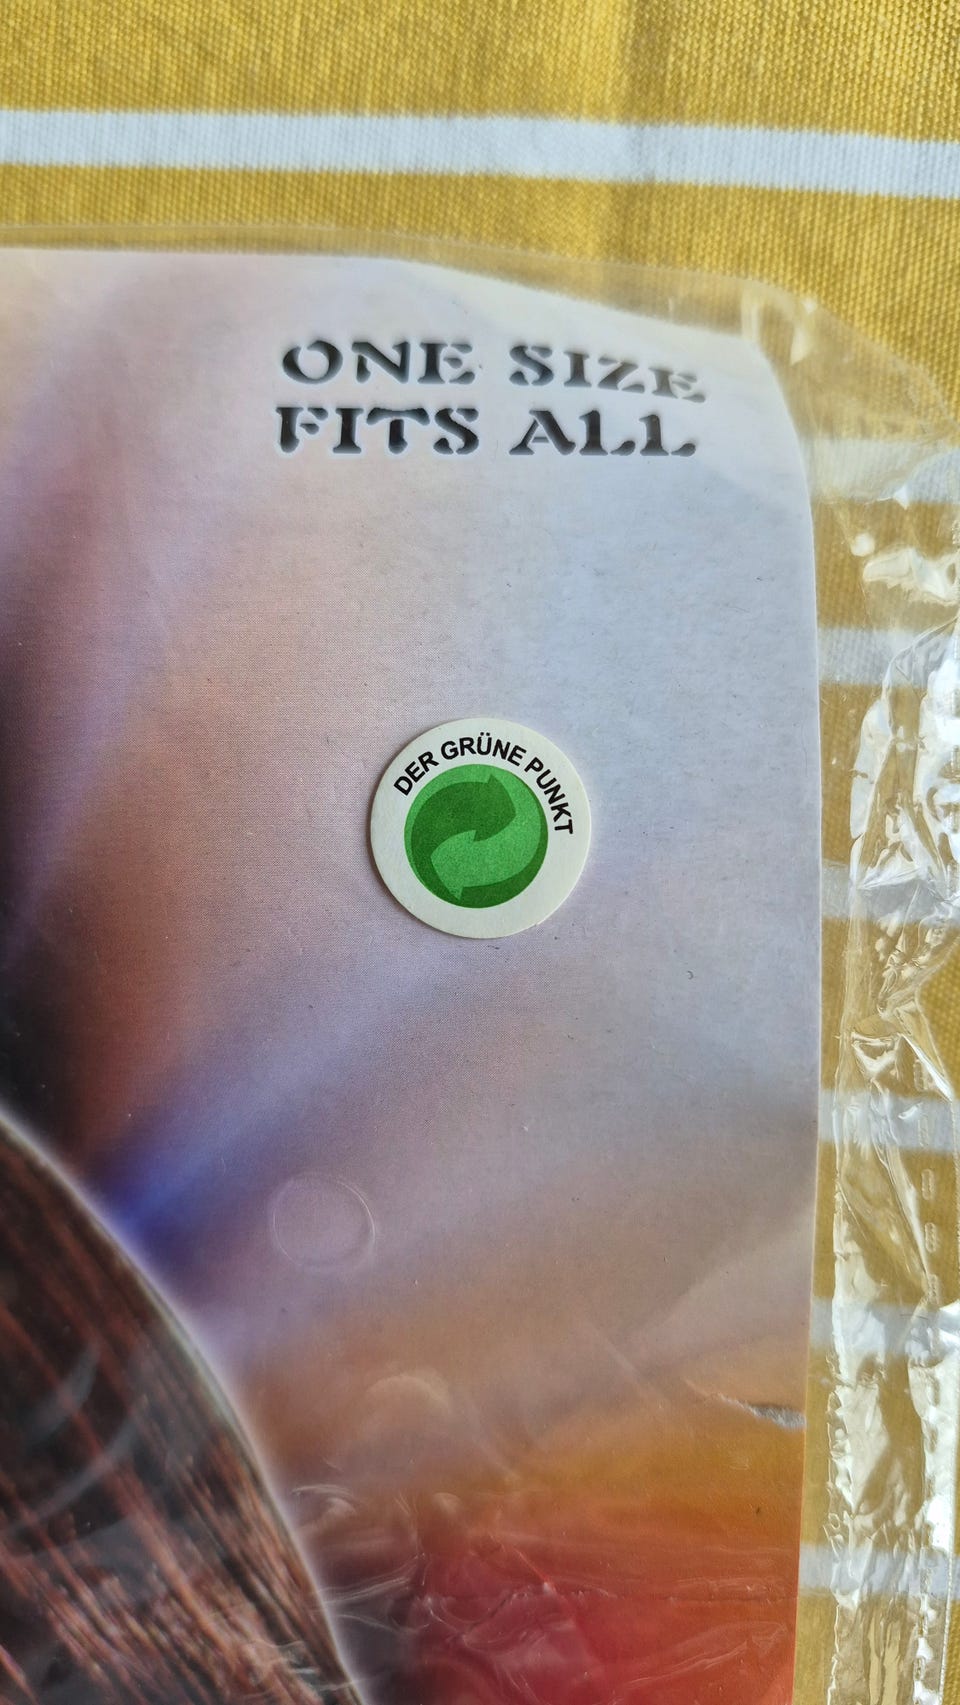 ONE SIZE
FITS ALL
DER GRÜNE PUNKT